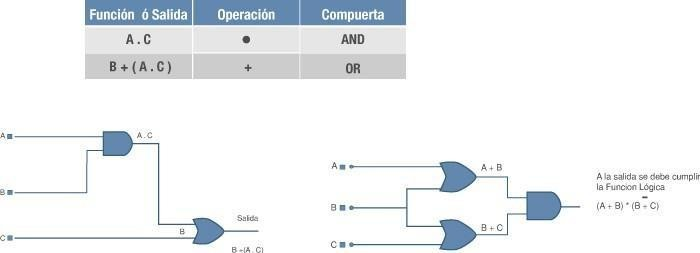 Función ó Salida Operación Compuerta
A . C • AND
B + ( A . C ) + OR
A
A . C
B
Salida
B
C
B +(A . C)
A
A + B
B
B + C
C
A la salida se debe cumplir
la Funcion Lógica
(A + B) * (B + C)